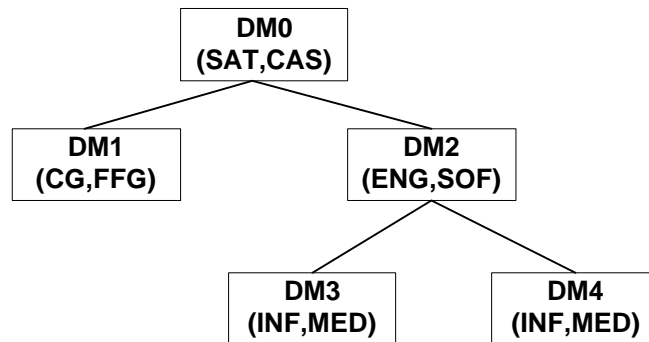 DM0
(SAT,CAS)
DM1
(CG,FFG)
DM2
(ENG,SOF)
DM3
(INF,MED)
DM4
(INF,MED)